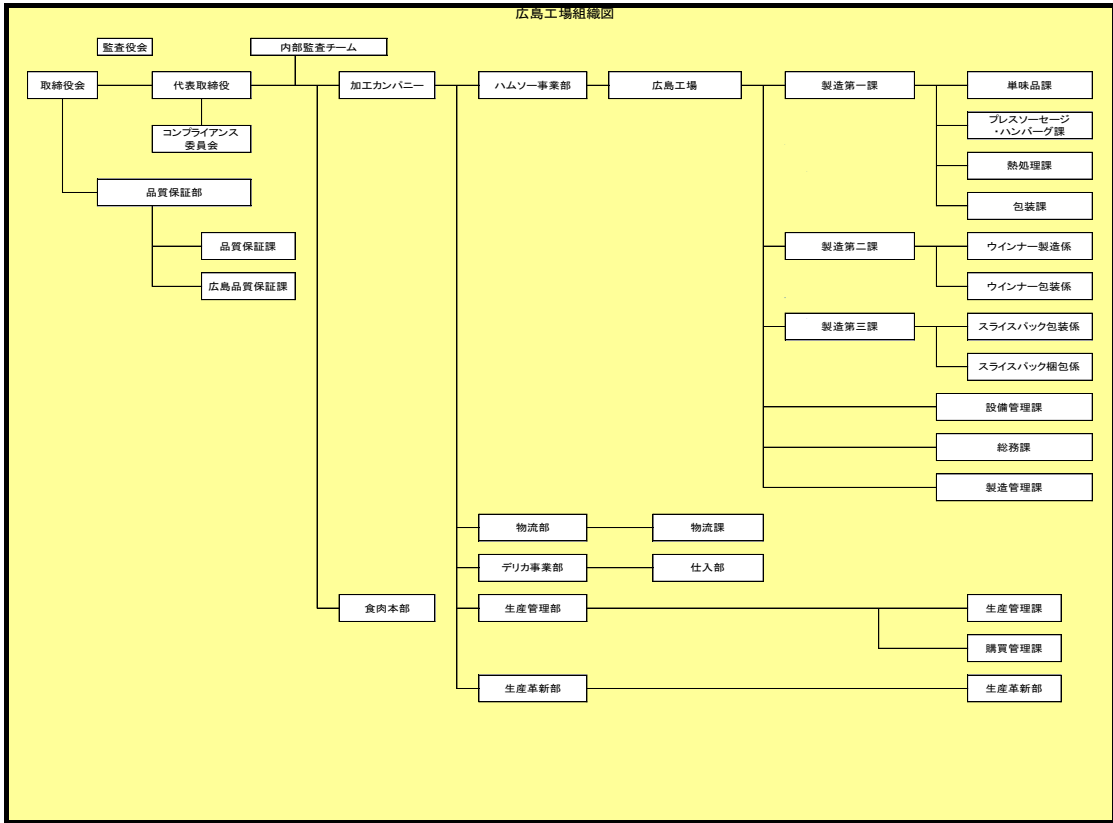 広島工場組織図
監査役会
内部監査チーム
取締役会
代表取締役
加工カンパニー
ハムソー事業部
広島工場
製造第一課
単味品課
コンプライアンス
委員会
プレスソーセージ
・ハンバーグ課
熱処理課
品質保証部
包装課
品質保証課
製造第二課
ウインナー製造係
広島品質保証課
ウインナー包装係
製造第三課
スライスパック包装係
スライスパック梱包係
設備管理課
総務課
製造管理課
物流部
物流課
デリカ事業部
仕入部
食肉本部
生産管理部
生産管理課
購買管理課
生産革新部
生産革新部